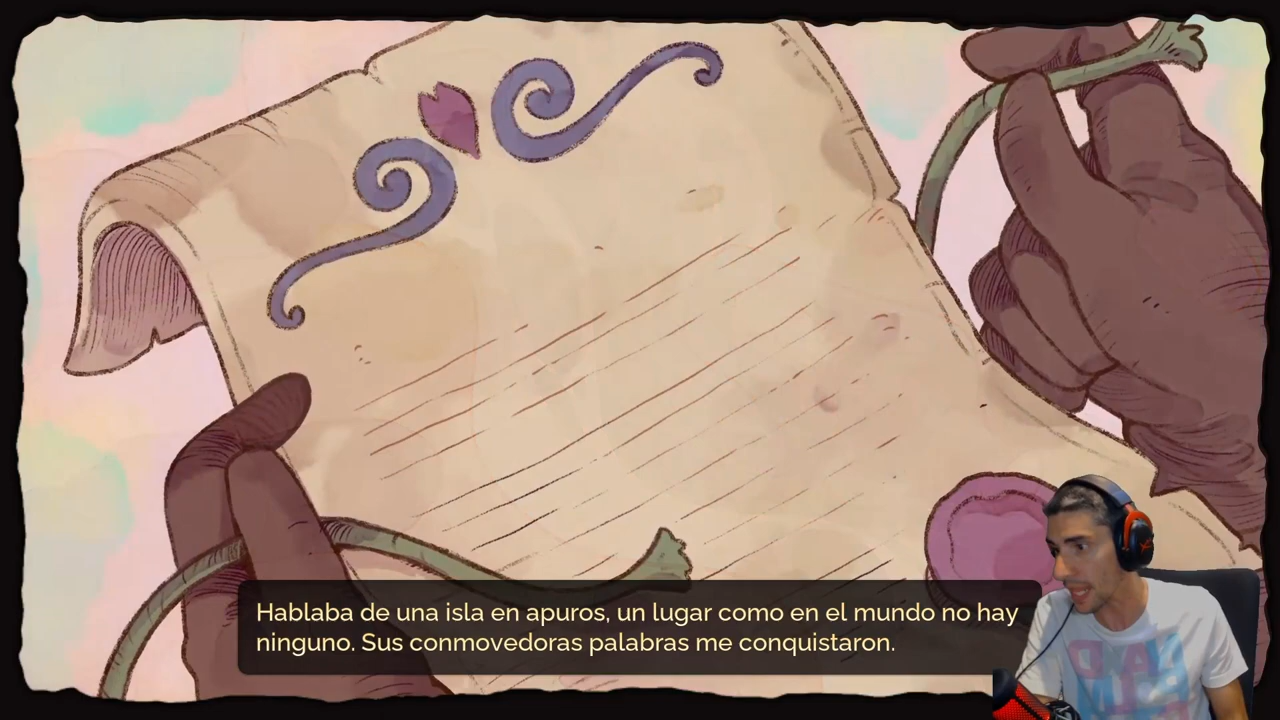 Hablaba de una isla en apuros, un lugar como en el mundo no hay
ninguno. Sus conmovedoras palabras me conquistaron.